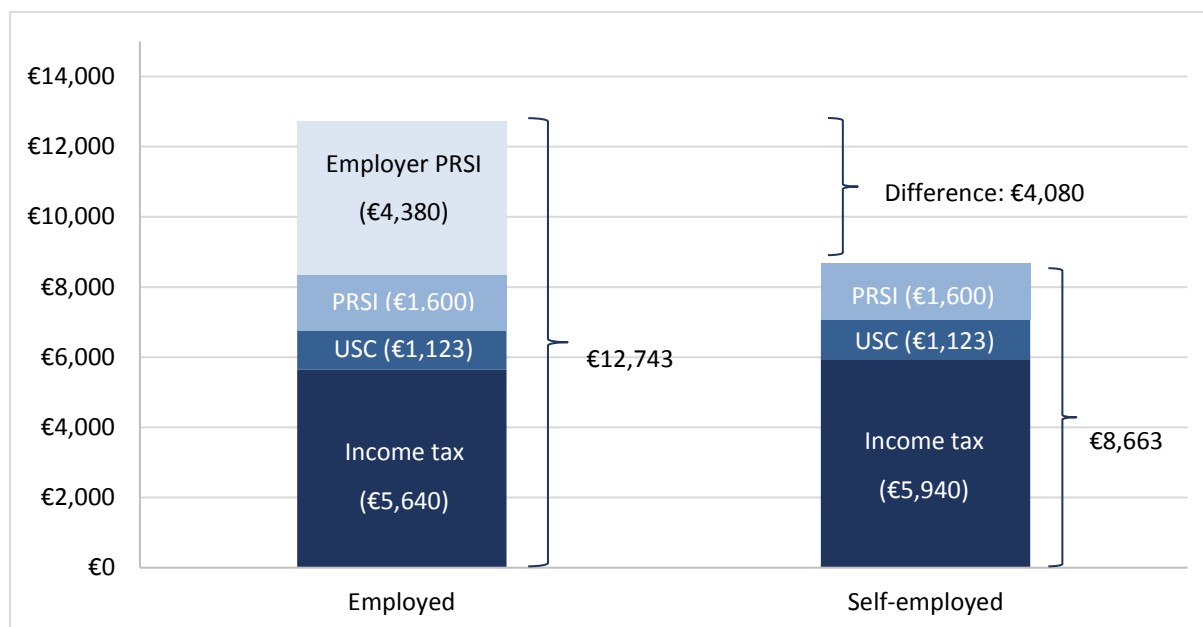 €14,000
€12,000
€10,000
€8,000
€6,000
€4,000
€2,000
€0
Employer PRSI
(€4,380)
PRSI (€1,600)
USC (€1,123)
Income tax
(€5,640)
€12,743
Difference: €4,080
PRSI (€1,600)
USC (€1,123)
Income tax
(€5,940)
€8,663
Employed
Self-employed